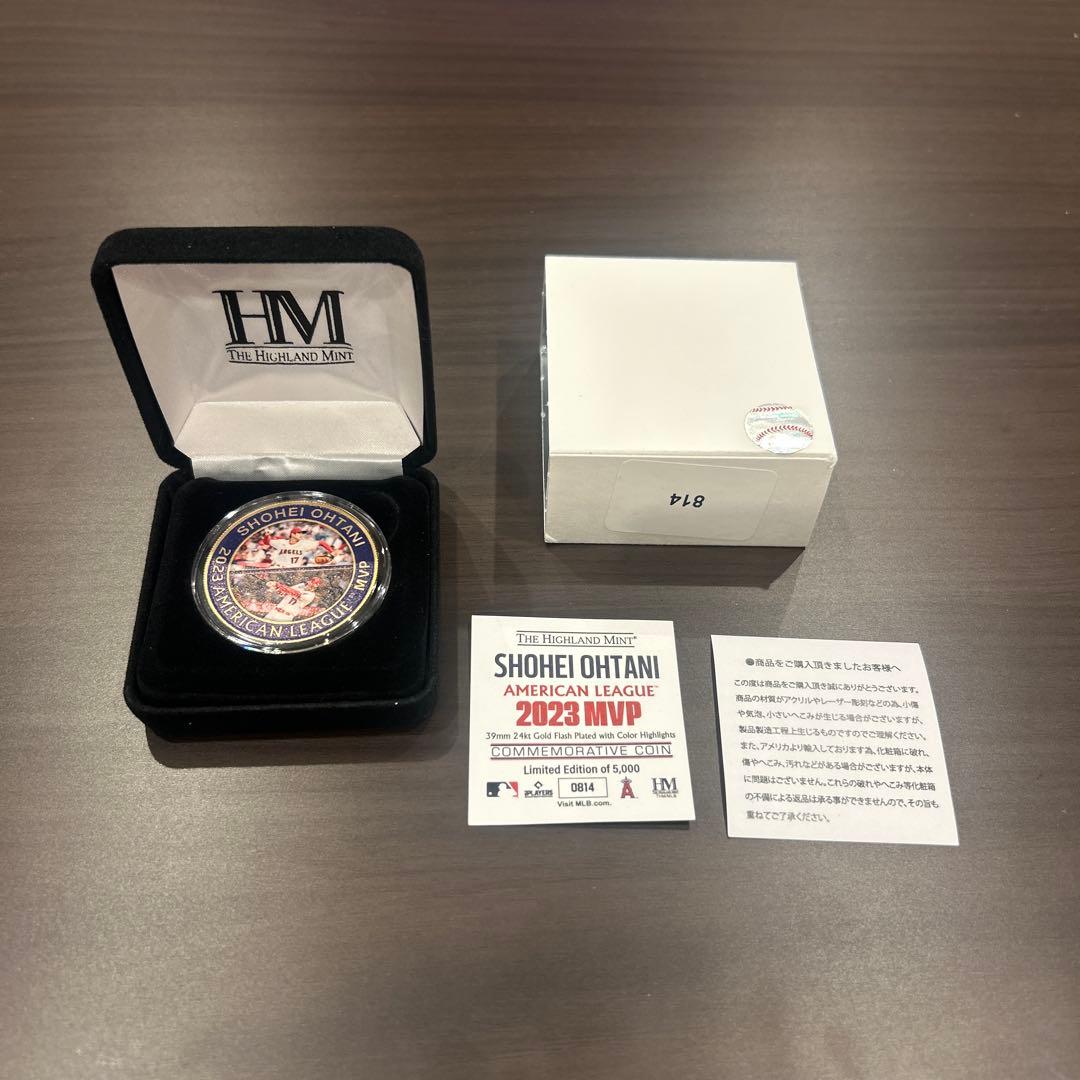 HM
THE HIGHLAND MINT
SHOHEI OHTANI
2023 AMERICAN LEAGUE MVP
ANGELS
17
17
814
THE HIGHLAND MINT®
SHOHEI OHTANI
AMERICAN LEAGUE™
2023 MVP
39mm 24kt Gold Flash Plated with Color Highlights
COMMEMORATIVE COIN
Limited Edition of 5,000
PLAYERS
0814
A
HM
Visit MLB.com.
●商品をご購入頂きましたお客様へ
この度は商品をご購入頂き誠にありがとうございます。
商品の材質がアクリルやレーザー彫刻などの為、小傷
や気泡、小さいへこみが生じる場合がございますが、
製品製造工程上生じるものですのでご理解ください。
また、アメリカより輸入しております為、化粧箱に破れ、
傷やへこみ、汚れなどがある場合がございますが、本体
に問題はございません。これらの破れやへこみ等化粧箱
の不備による返品は承る事ができませんので、その旨も
重ねてご了承ください。